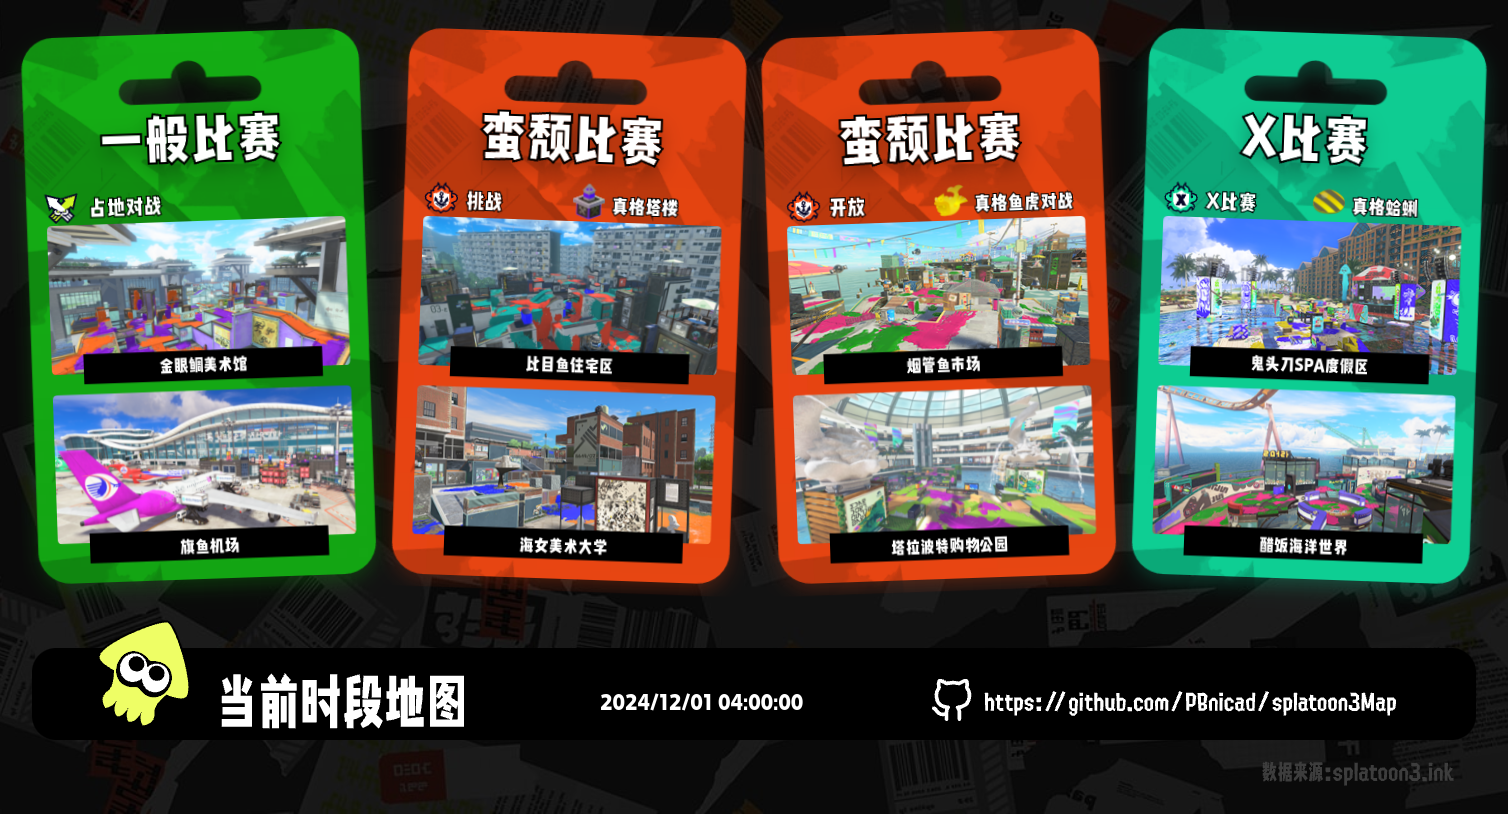 一般比赛
占地对战
金眼鲷美术馆
旗鱼机场
蛮颓比赛
挑战
真格塔楼
比目鱼住宅区
海女美术大学
蛮颓比赛
开放
真格鱼虎对战
烟管鱼市场
塔拉波特购物公园
X比赛
X比赛
真格蛤蜊
鬼头刀SPA度假区
醋饭海洋世界
当前时段地图
2024/12/01 04:00:00
https://github.com/PBnicad/splatoon3Map
数据来源:splatoon3.ink